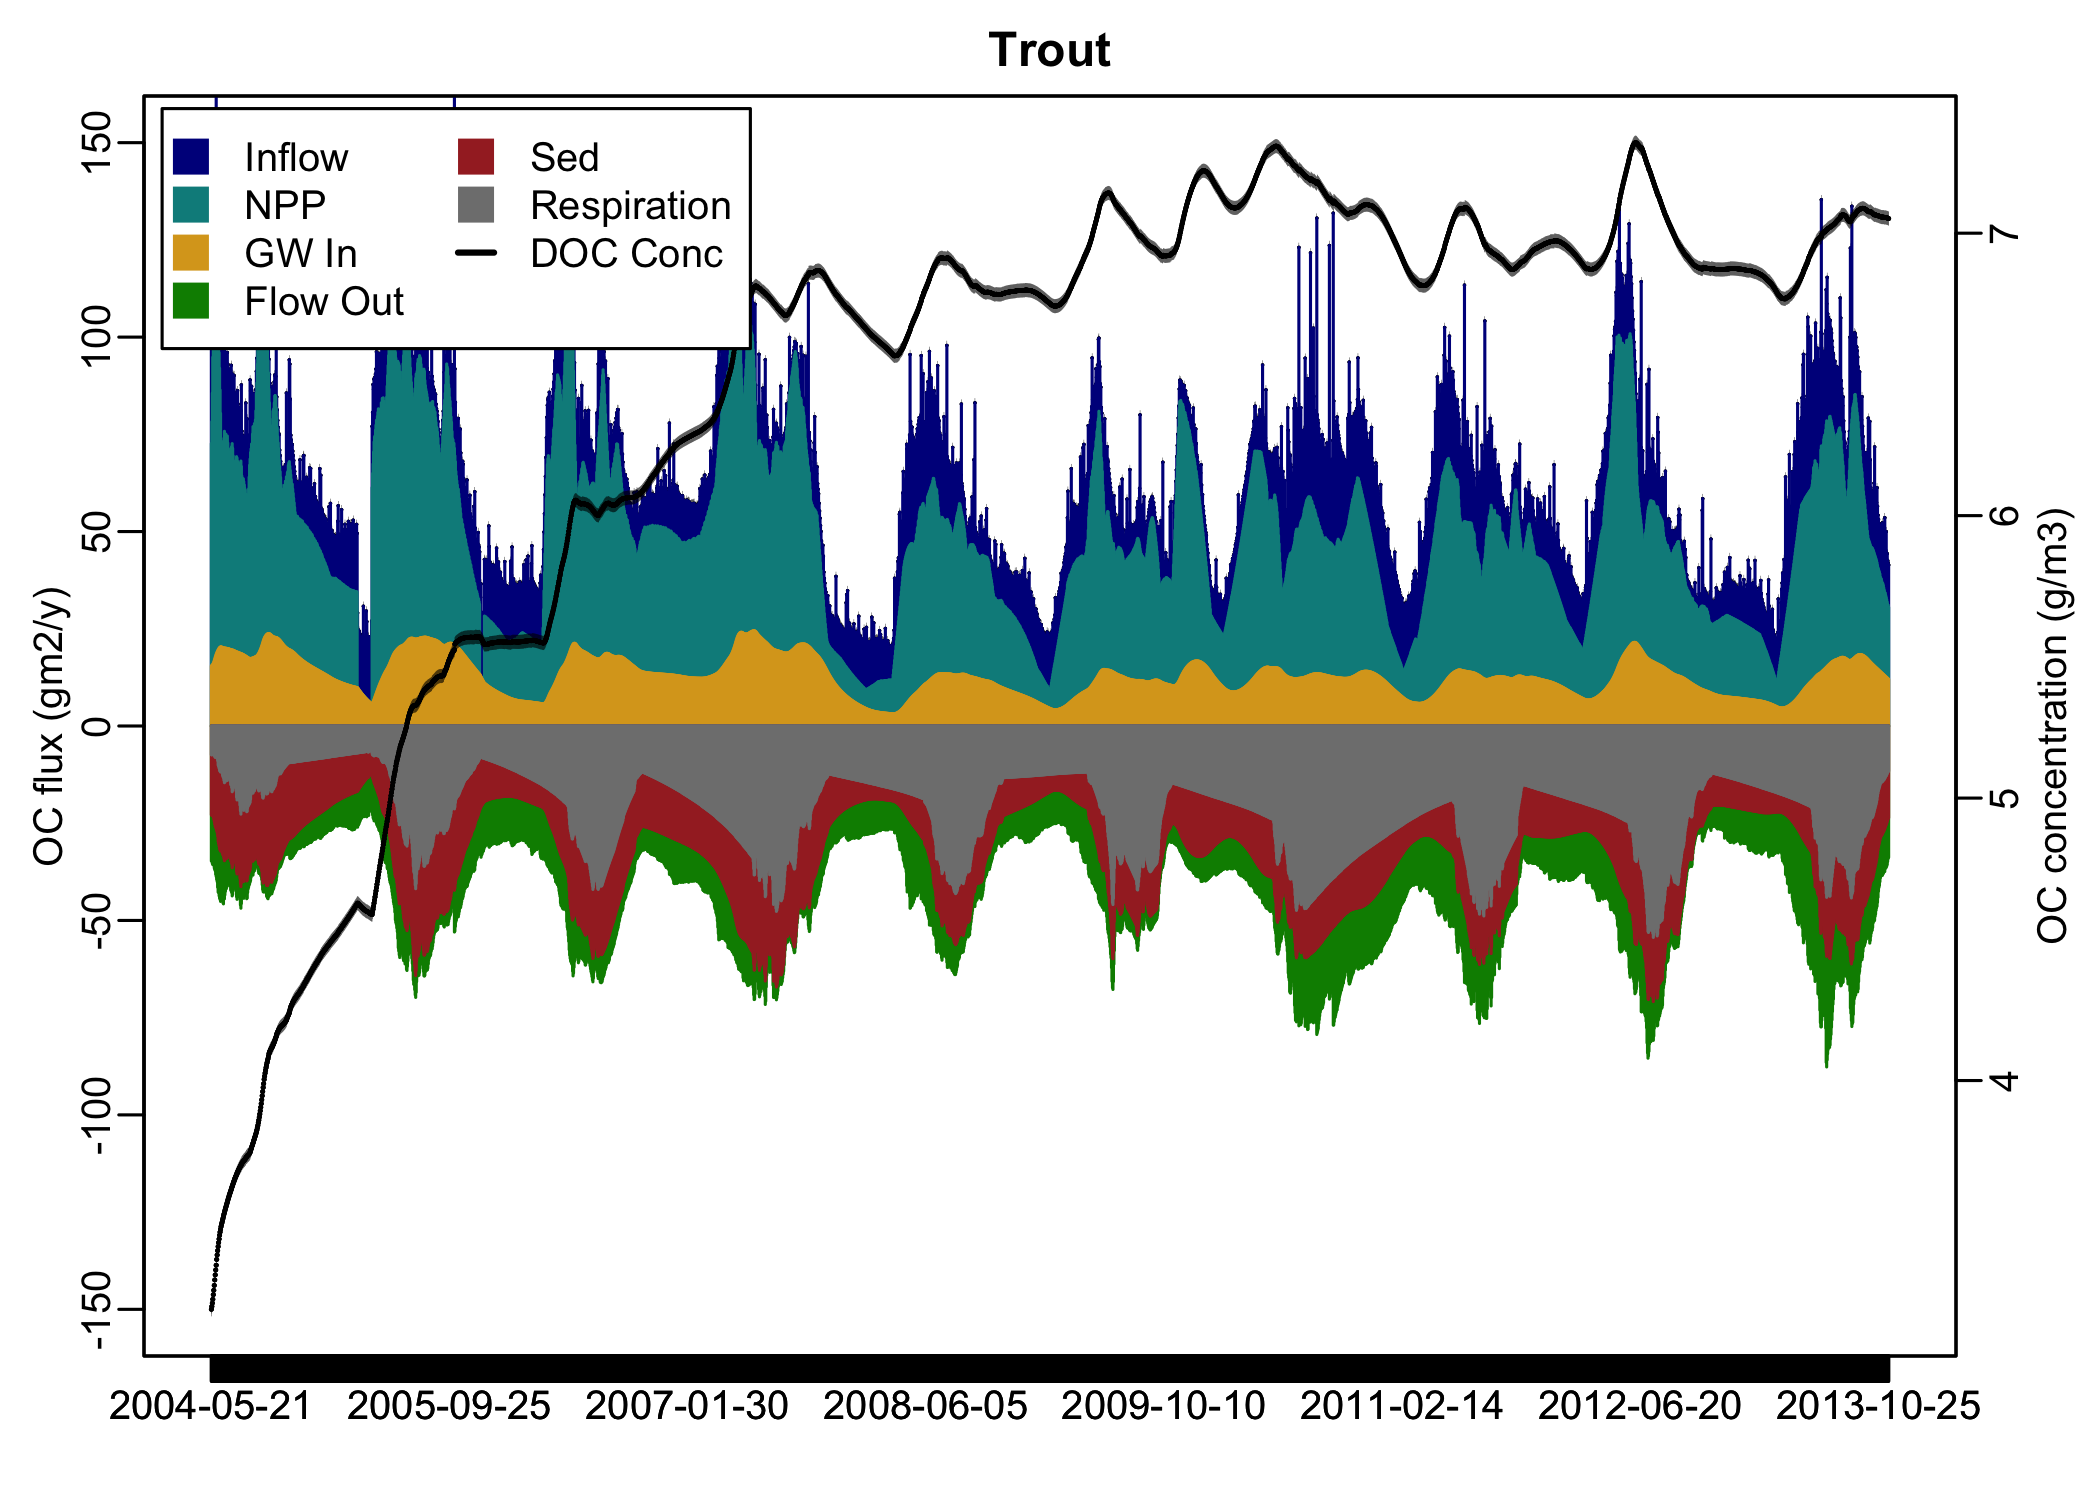 Trout
Inflow
NPP
GW In
Flow Out
Sed
Respiration
DOC Conc
OC flux (gm2/y)
150
100
50
0
-50
-100
-150
OC concentration (g/m3)
7
6
5
4
2004-05-21 2005-09-25 2007-01-30 2008-06-05 2009-10-10 2011-02-14 2012-06-20 2013-10-25